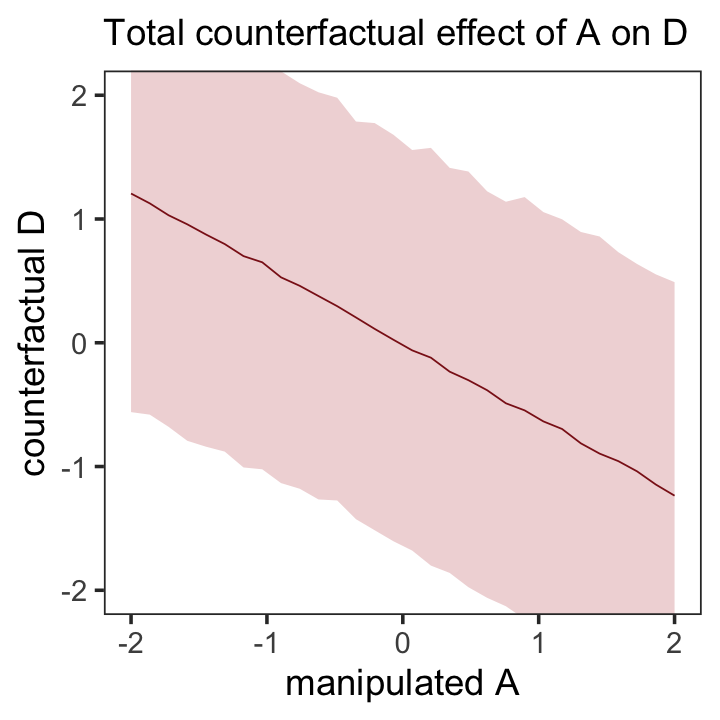 Total counterfactual effect of A on D
2
1
0
-1
-2
counterfactual D
-2 -1 0 1 2
manipulated A